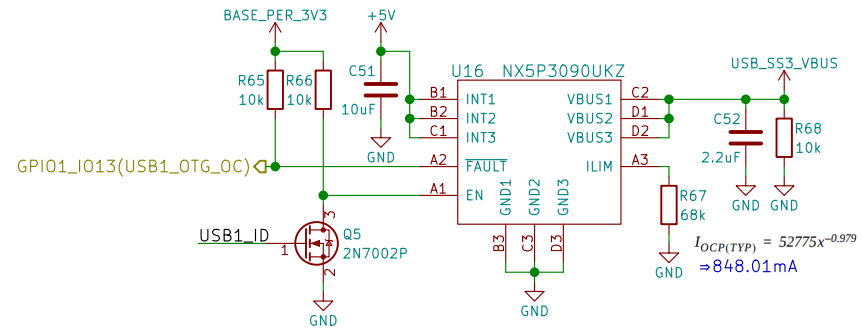 BASE_PER_3V3
+5V
U16 NX5P3090UKZ
USB_SS3_VBUS
R65
10k
R66
10k
C51
10uF
GND
B1
B2
C1
A2
A1
INT1
INT2
INT3
FAULT
EN
VBUS1
VBUS2
VBUS3
ILIM
C2
D1
D2
A3
C52
2.2uF
R68
10k
GND GND
GPIO1_IO13(USB1_OTG_OC)
GND1
GND2
GND3
B3
C3
D3
R67
68k
GND
USB1_ID
1
3
2
Q5
2N7002P
GND
GND
I_OCP(TYP) = 52775x^-0.979
⇒848.01mA